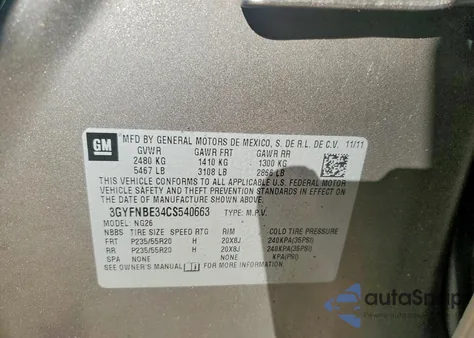 GM
MFD BY GENERAL MOTORS DE MEXICO, S. DE R.L. DE C.V. 11/11
GVWR GAWR FRT GAWR RR
2480 KG 1410 KG 1300 KG
5467 LB 3108 LB 2866 LB
THIS VEHICLE CONFORMS TO ALL APPLICABLE U.S. FEDERAL MOTOR
VEHICLE SAFETY AND THEFT PREVENTION STANDARDS IN EFFECT ON
THE DATE OF MANUFACTURE SHOWN ABOVE.
3GYFNBE34CS540663 TYPE: M.P.V.
MODEL: NG26
NBBS TIRE SIZE SPEED RTG RIM COLD TIRE PRESSURE
FRT P235/55R20 H 20X8J 240KPA(35PSI)
RR P235/55R20 H 20X8J 240KPA(35PSI)
SPA NONE NONE KPA(PSI)
SEE OWNER'S MANUAL FOR MORE INFORMATION.
autoSnap